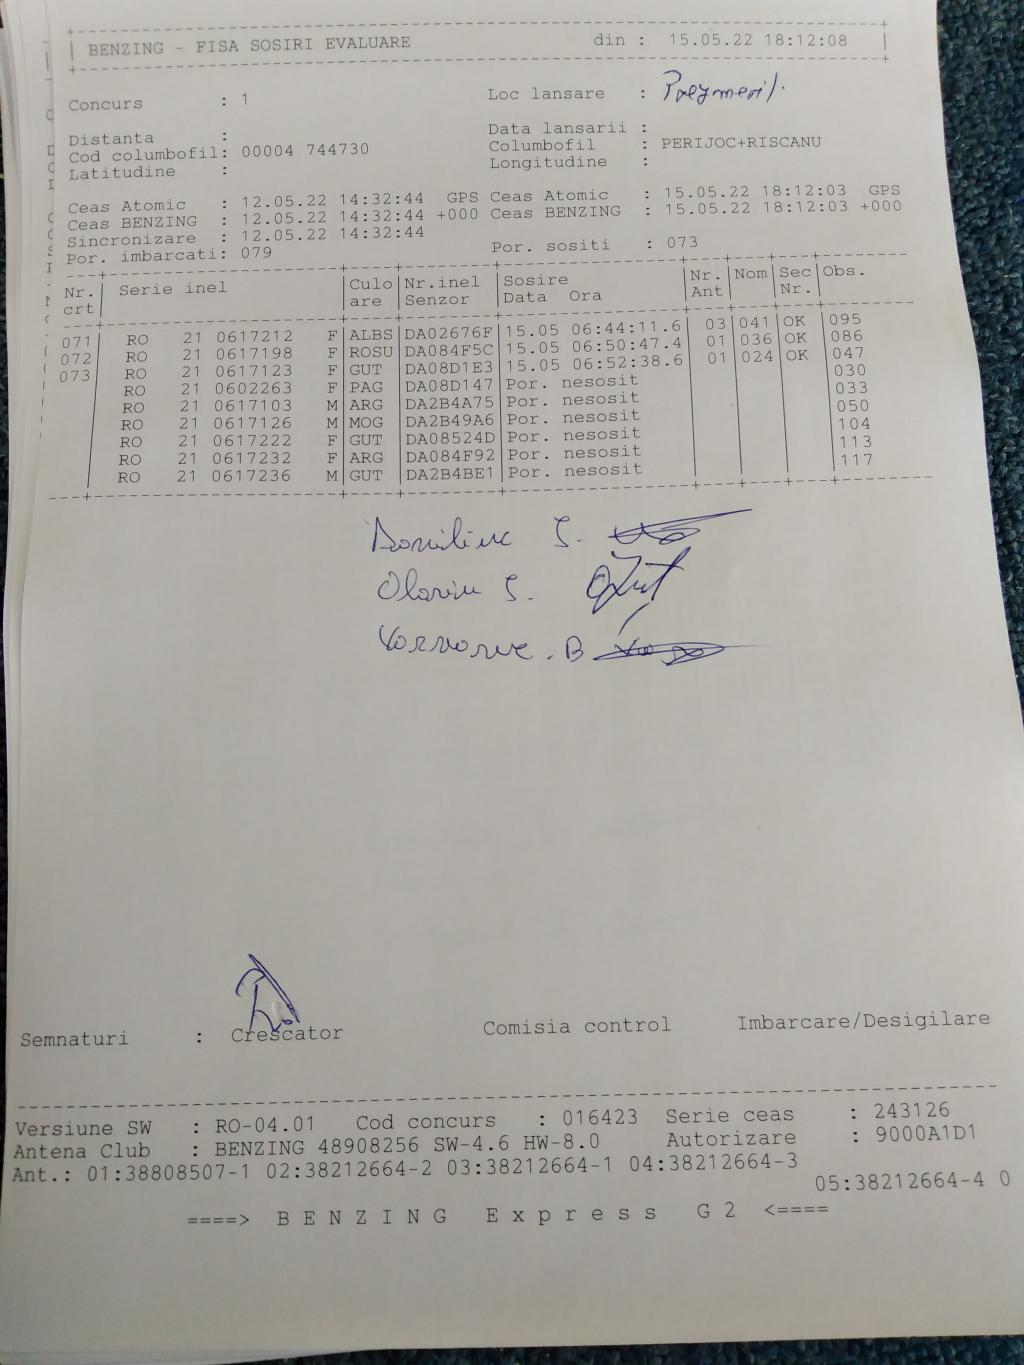 BENZING - FISA SOSIRI EVALUARE din : 15.05.22 18:12:08
Concurs : 1 Loc lansare :
Distanta : Data lansarii :
Cod columbofil: 00004 744730 Columbofil : PERIJOC+RISCANU
Latitudine : Longitudine :
Ceas Atomic : 12.05.22 14:32:44 GPS Ceas Atomic : 15.05.22 18:12:03 GPS
Ceas BENZING : 12.05.22 14:32:44 +000 Ceas BENZING : 15.05.22 18:12:03 +000
Sincronizare : 12.05.22 14:32:44
Por. imbarcati: 079 Por. sositi : 073
Nr. Serie inel Culo Nr.inel Sosire Nr. Nom Sec Obs.
crt are Senzor Data Ora Ant Nr.
071 RO 21 0617212 F ALBS DA02676F 15.05 06:44:11.6 03 041 OK 095
072 RO 21 0617198 F ROSU DA084F5C 15.05 06:50:47.4 01 036 OK 086
073 RO 21 0617123 F GUT DA08D1E3 15.05 06:52:38.6 01 024 OK 047
RO 21 0602263 F PAG DA08D147 Por. nesosit 030
RO 21 0617103 M ARG DA2B4A75 Por. nesosit 033
RO 21 0617126 M MOG DA2B49A6 Por. nesosit 050
RO 21 0617222 F GUT DA08524D Por. nesosit 104
RO 21 0617232 F ARG DA084F92 Por. nesosit 113
RO 21 0617236 M GUT DA2B4BE1 Por. nesosit 117
Semnaturi : Crescator Comisia control Imbarcare/Desigilare
Versiune SW : RO-04.01 Cod concurs : 016423 Serie ceas : 243126
Antena Club : BENZING 48908256 SW-4.6 HW-8.0 Autorizare : 9000A1D1
Ant.: 01:38808507-1 02:38212664-2 03:38212664-1 04:38212664-3
05:38212664-4 0
====> BENZING Express G2 <====